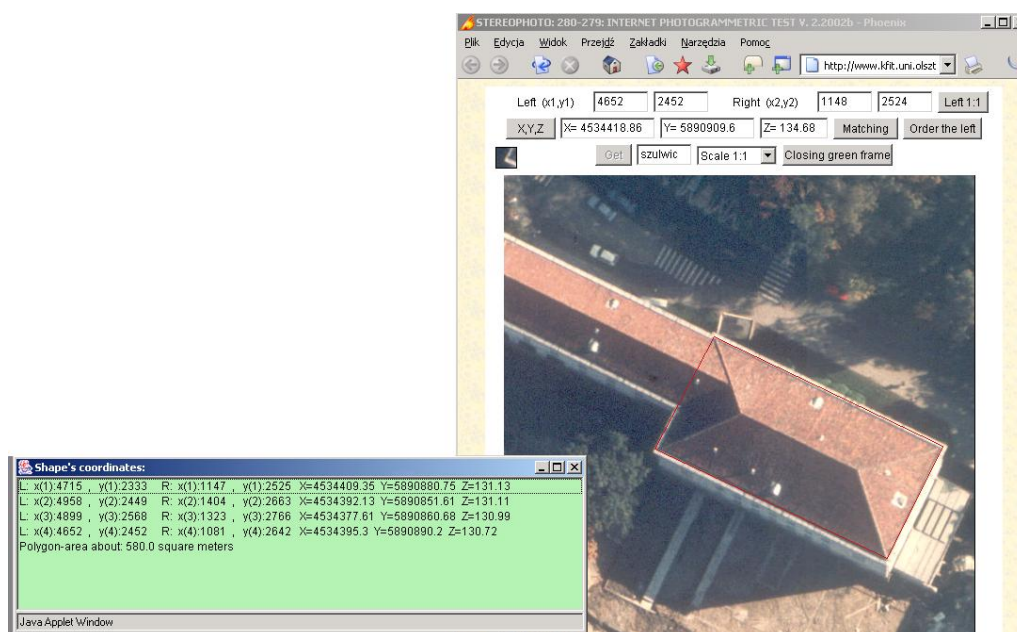 STEREOPHOTO: 280-279: INTERNET PHOTOGRAMMETRIC TEST V. 2.2002b - Phoenix
Plik Edycja Widok Przejdź Zakładki Narzędzia Pomoc
http://www.kfit.uni.olszt
Left (x1,y1) 4652 2452 Right (x2,y2) 1148 2524 Left 1:1
X,Y,Z X= 4534418.86 Y= 5890909.6 Z= 134.68 Matching Order the left
Get szulwic Scale 1:1 Closing green frame
Shape's coordinates:
L: x(1):4715 , y(1):2333 R: x(1):1147 , y(1):2525 X=4534409.35 Y=5890880.75 Z=131.13
L: x(2):4958 , y(2):2449 R: x(2):1404 , y(2):2663 X=4534392.13 Y=5890851.61 Z=131.11
L: x(3):4899 , y(3):2568 R: x(3):1323 , y(3):2766 X=4534377.61 Y=5890860.68 Z=130.99
L: x(4):4652 , y(4):2452 R: x(4):1081 , y(4):2642 X=4534395.3 Y=5890890.2 Z=130.72
Polygon-area about: 580.0 square meters
Java Applet Window